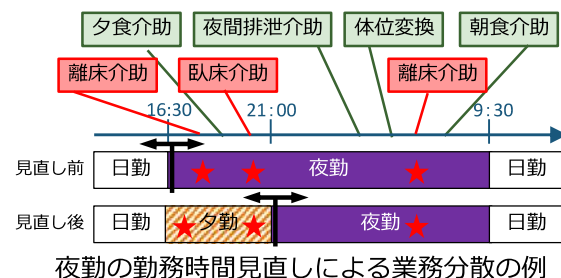 夕食介助 夜間排泄介助 体位変換 朝食介助
離床介助 臥床介助 離床介助
16:30 21:00 9:30
見直し前 日勤 夜勤 日勤
見直し後 日勤 夕勤 夜勤 日勤
夜勤の勤務時間見直しによる業務分散の例